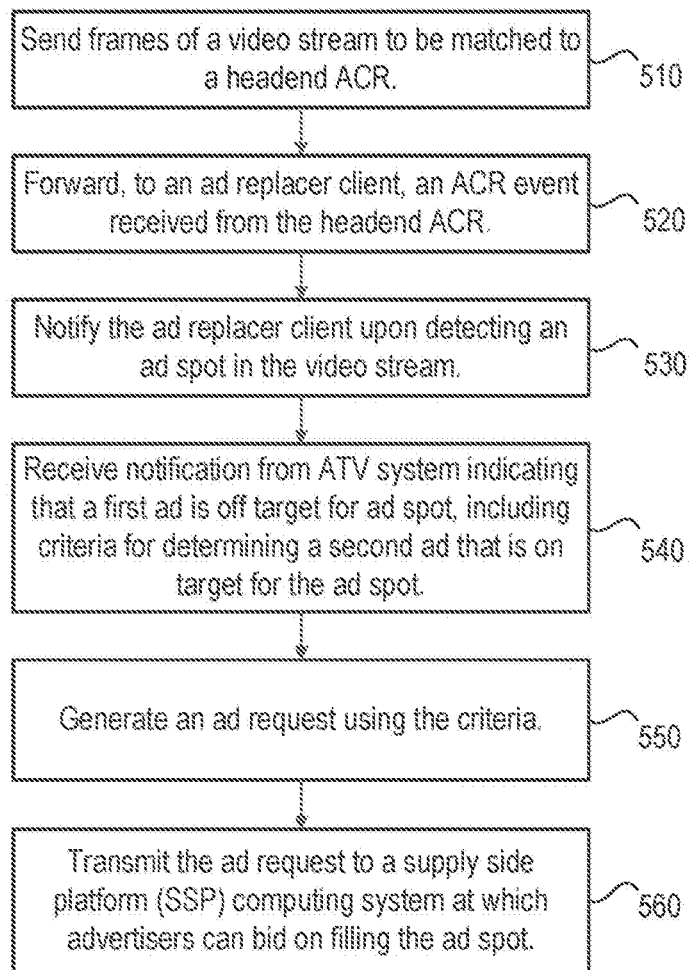 Send frames of a video stream to be matched to
a headend ACR.
510
Forward, to an ad replacer client, an ACR event
received from the headend ACR.
520
Notify the ad replacer client upon detecting an
ad spot in the video stream.
530
Receive notification from ATV system indicating
that a first ad is off target for ad spot, including
criteria for determining a second ad that is on
target for the ad spot.
540
Generate an ad request using the criteria.
550
Transmit the ad request to a supply side
platform (SSP) computing system at which
advertisers can bid on filling the ad spot.
560